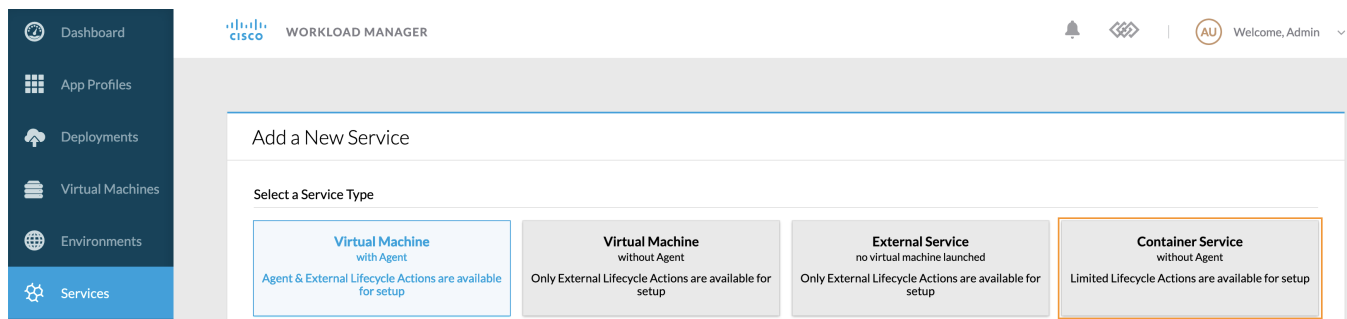 Dashboard
CISCO WORKLOAD MANAGER
AU Welcome, Admin
App Profiles
Deployments
Add a New Service
Virtual Machines
Select a Service Type
Environments
Services
Virtual Machine
with Agent
Agent & External Lifecycle Actions are available
for setup
Virtual Machine
without Agent
Only External Lifecycle Actions are available for
setup
External Service
no virtual machine launched
Only External Lifecycle Actions are available for
setup
Container Service
without Agent
Limited Lifecycle Actions are available for setup